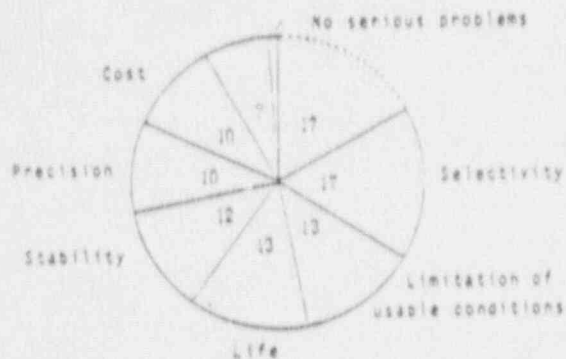 No serious problems
Cost
10
17
Precision
10
17
Selectivity
12
13
13
Stability
Limitation of
usable conditions
Life